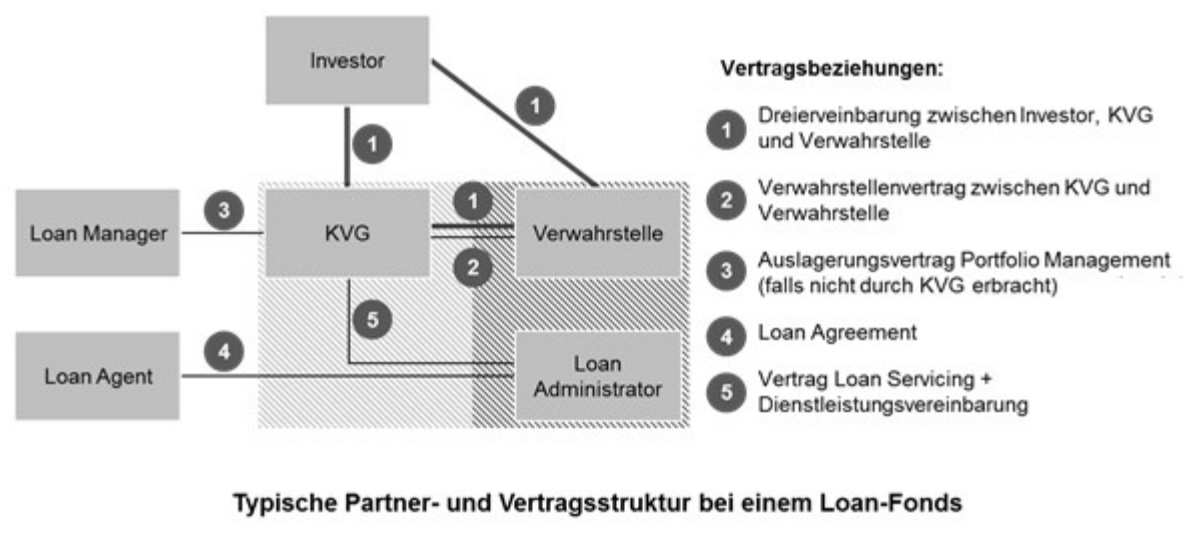 Investor
Vertragsbeziehungen:
1
1
1 Dreierveinbarung zwischen Investor, KVG
und Verwahrstelle
2 Verwahrstellenvertrag zwischen KVG und
Verwahrstelle
3 Auslagerungsvertrag Portfolio Management
(falls nicht durch KVG erbracht)
4 Loan Agreement
5 Vertrag Loan Servicing +
Dienstleistungsvereinbarung
Loan Manager
3
KVG
1
2
Verwahrstelle
5
Loan Agent
4
Loan
Administrator
Typische Partner- und Vertragsstruktur bei einem Loan-Fonds